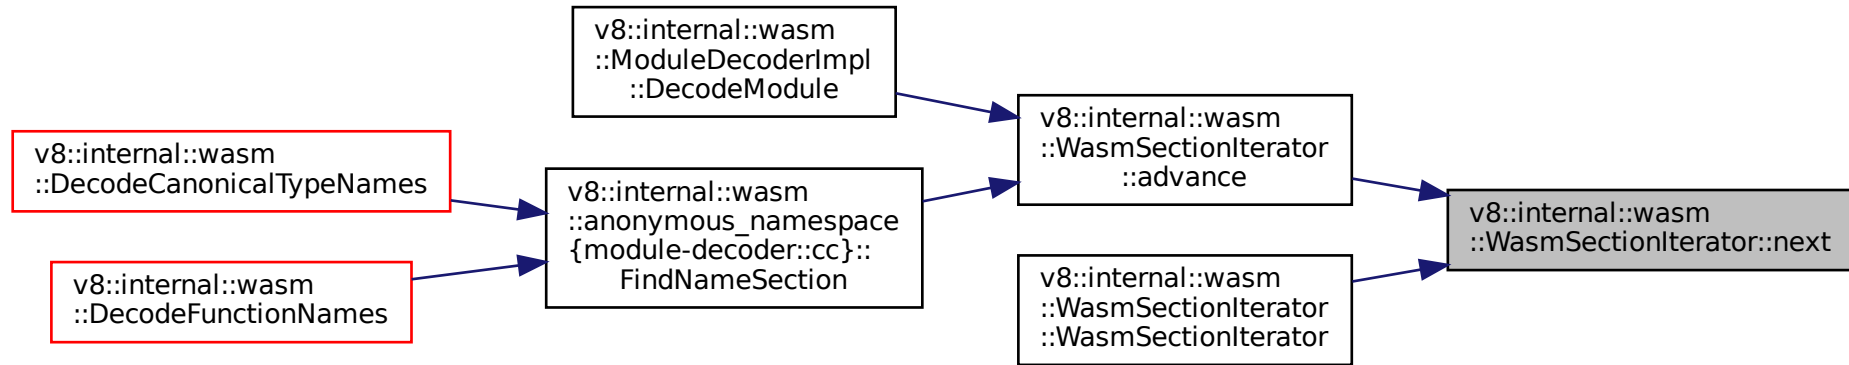 v8::internal::wasm
::ModuleDecoderImpl
::DecodeModule
v8::internal::wasm
::DecodeCanonicalTypeNames
v8::internal::wasm
::DecodeFunctionNames
v8::internal::wasm
::anonymous_namespace
{module-decoder::cc}::
FindNameSection
v8::internal::wasm
::WasmSectionIterator
::advance
v8::internal::wasm
::WasmSectionIterator
::WasmSectionIterator
v8::internal::wasm
::WasmSectionIterator::next